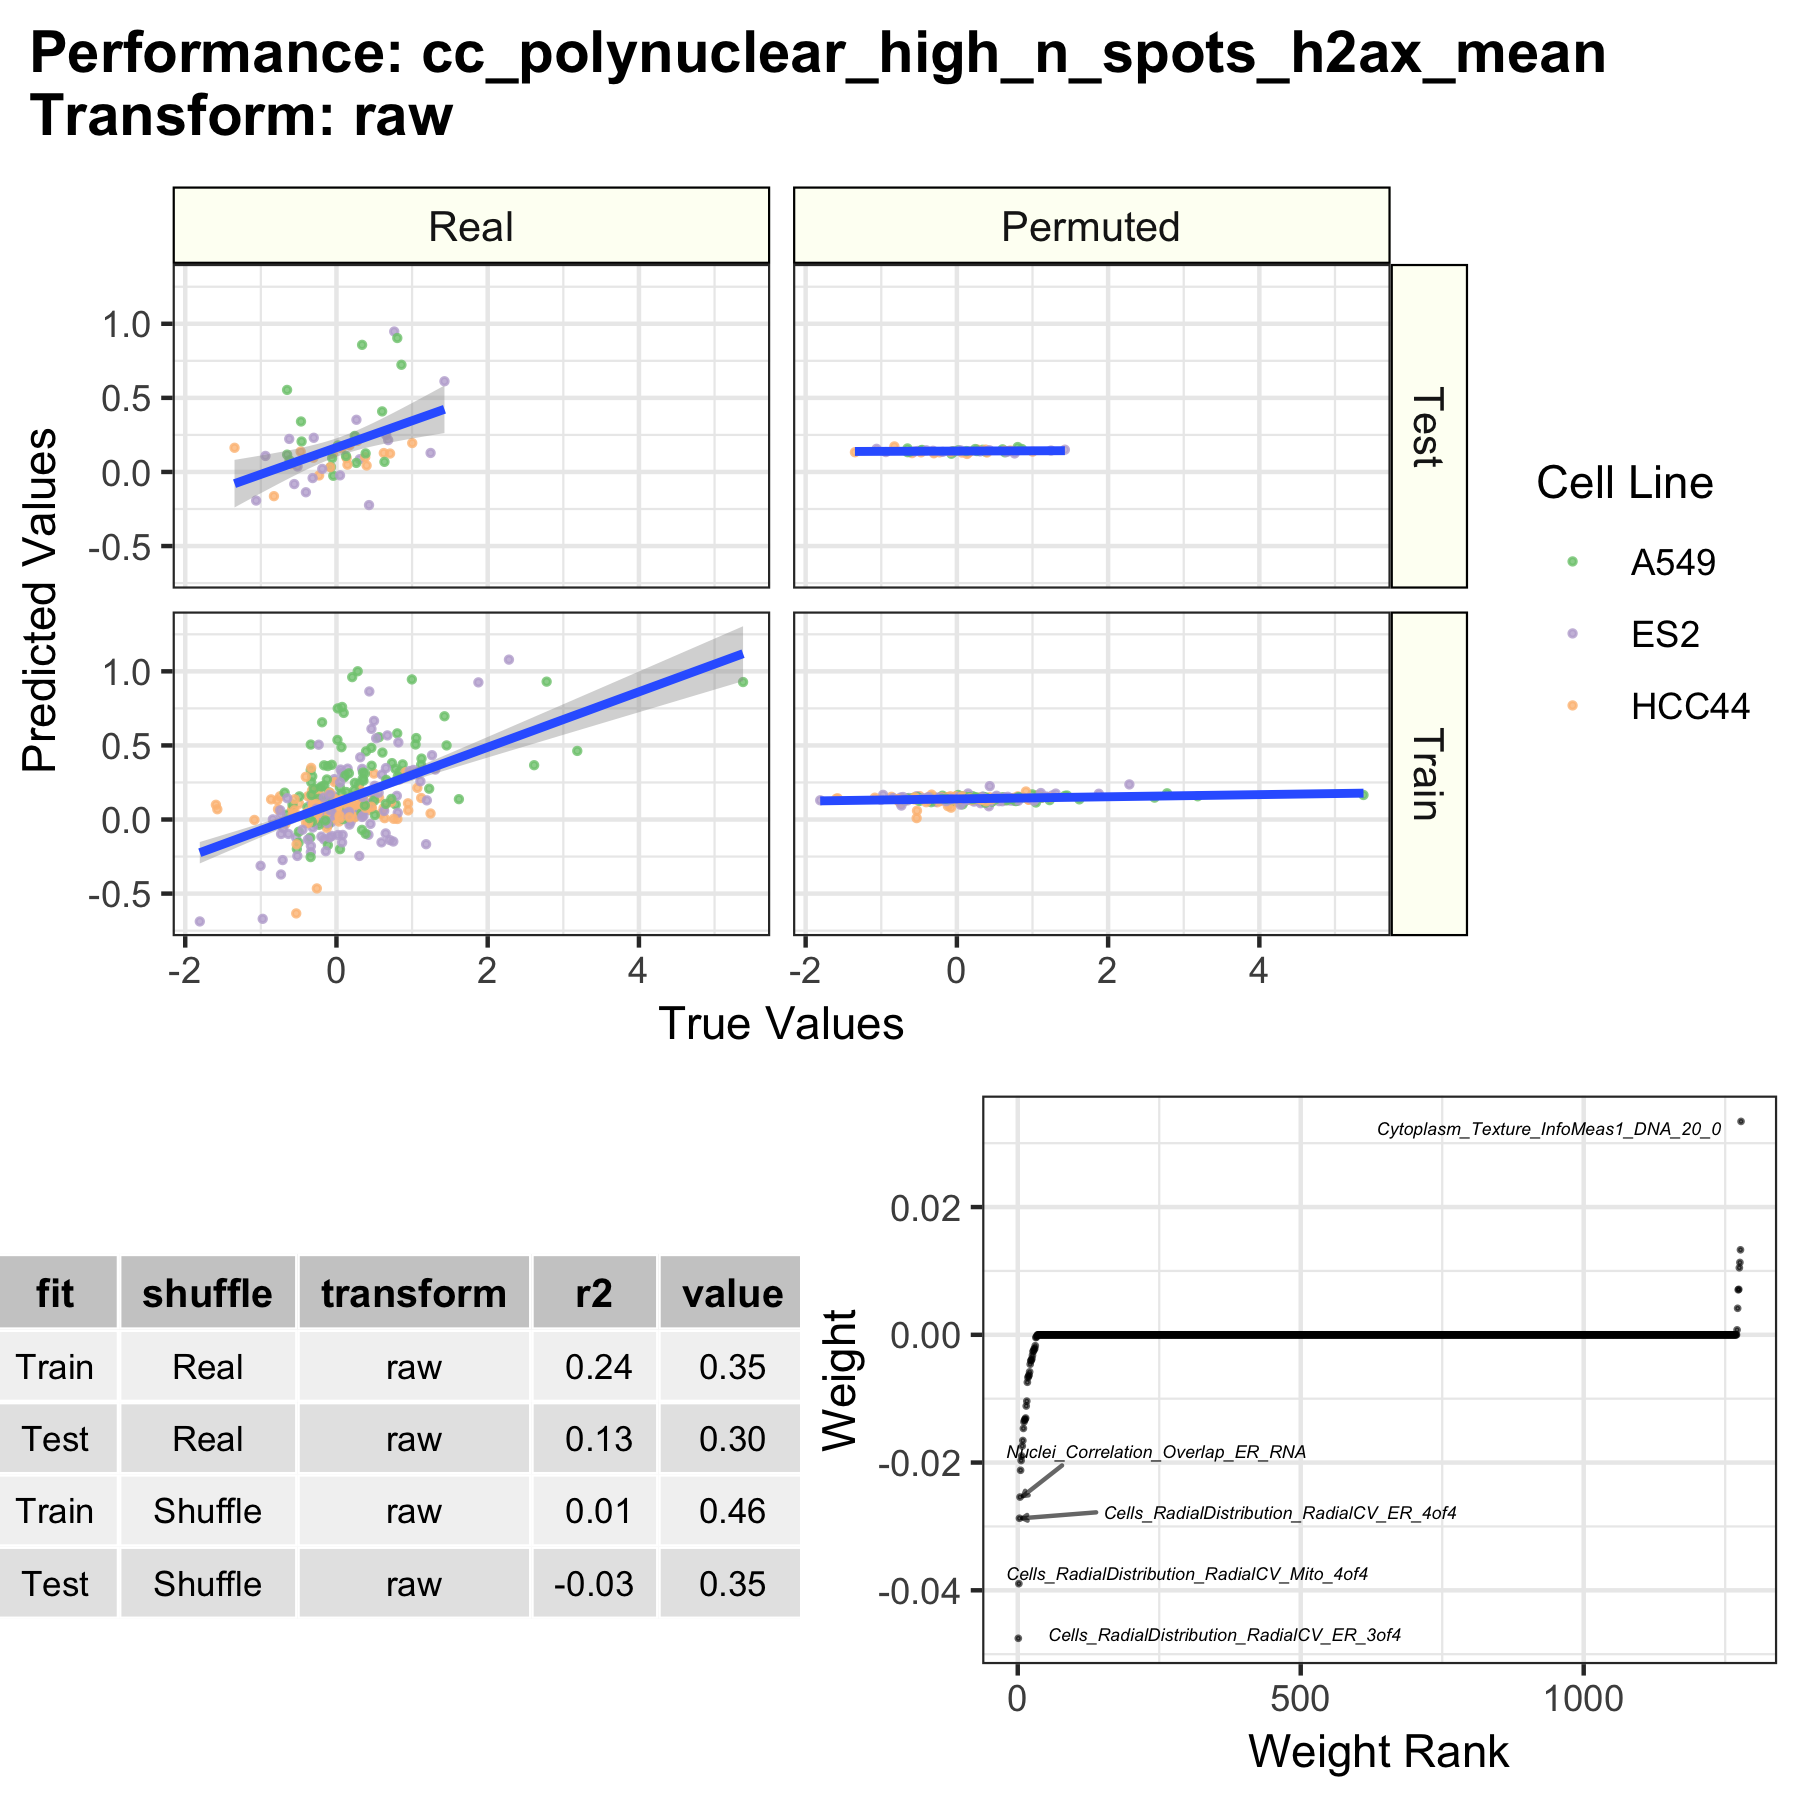 Performance: cc_polynuclear_high_n_spots_h2ax_mean
Transform: raw
Real
Permuted
1.0
0.5
0.0
-0.5
Test
1.0
0.5
0.0
-0.5
Train
Predicted Values
-2
0
2
4
-2
0
2
4
True Values
Cell Line
A549
ES2
HCC44
fit shuffle transform r2 value
Train Real raw 0.24 0.35
Test Real raw 0.13 0.30
Train Shuffle raw 0.01 0.46
Test Shuffle raw -0.03 0.35
Weight
0.02
0.00
-0.02
-0.04
Cytoplasm_Texture_InfoMeas1_DNA_20_0
Nuclei_Correlation_Overlap_ER_RNA
Cells_RadialDistribution_RadialCV_ER_4of4
Cells_RadialDistribution_RadialCV_Mito_4of4
Cells_RadialDistribution_RadialCV_ER_3of4
0
500
1000
Weight Rank